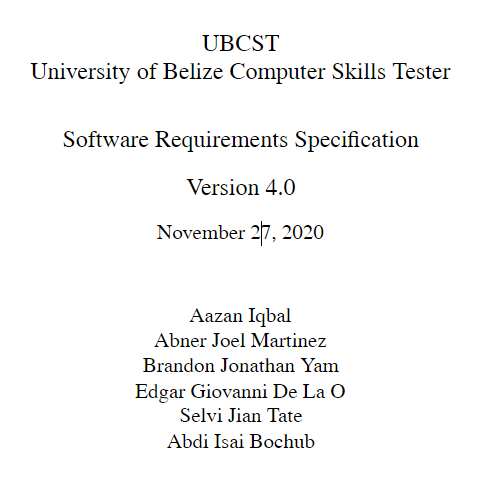 UBCST
University of Belize Computer Skills Tester
Software Requirements Specification
Version 4.0
November 27, 2020
Aazan Iqbal
Abner Joel Martinez
Brandon Jonathan Yam
Edgar Giovanni De La O
Selvi Jian Tate
Abdi Isai Bochub